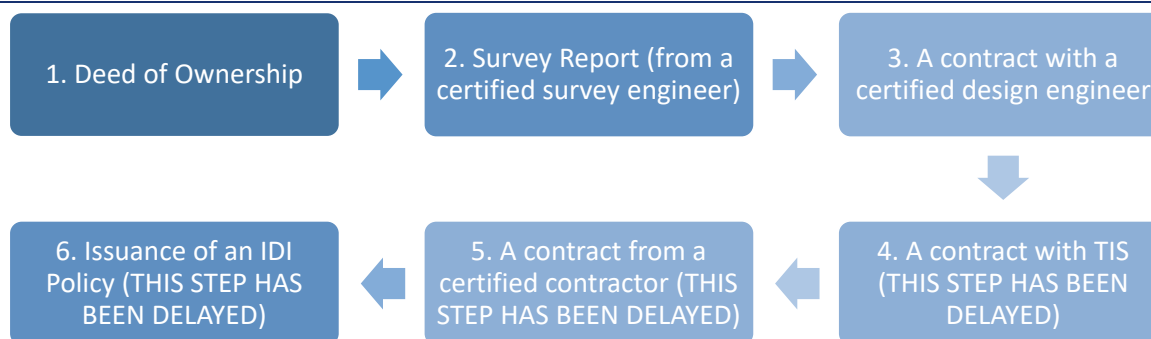 1. Deed of Ownership
2. Survey Report (from a
certified survey engineer)
3. A contract with a
certified design engineer
4. A contract with TIS
(THIS STEP HAS BEEN
DELAYED)
5. A contract from a
certified contractor (THIS
STEP HAS BEEN DELAYED)
6. Issuance of an IDI
Policy (THIS STEP HAS
BEEN DELAYED)